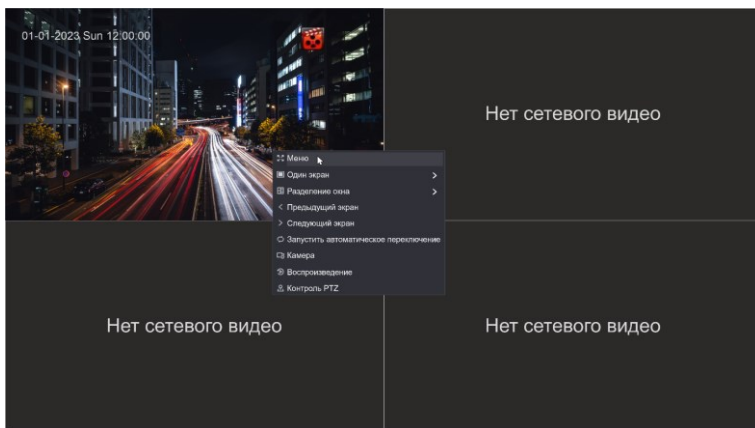 01-01-2023 Sun 12:00:00
Нет сетевого видео
Меню
Один экран
Разделение окна
Предыдущий экран
Следующий экран
Запустить автоматическое переключение
Камера
Воспроизведение
Контроль PTZ
Нет сетевого видео
Нет сетевого видео